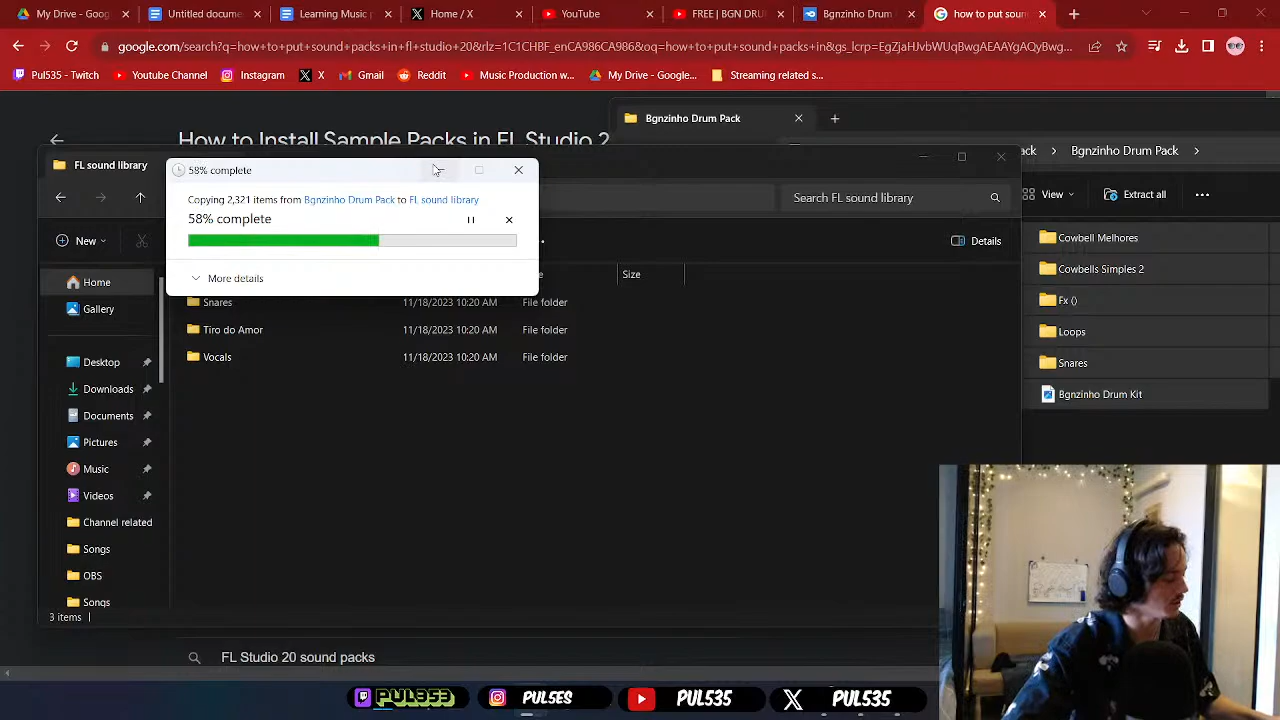 My Drive - G
Untitled docume
Learning Music p
Home / X
YouTube
FREE | BGN DRU
Bgnzinho Drum
how to put soun
google.com/search?q=how+to+put+sound+packs+in+fl+studio+20&rlz=1C1CHBF_enCA986CA986&oq=how+to+put+sound+packs+in&gs_lcrp=EgZjaHJvbWUqBwgAEAAYgAQyBwg...
Pul535 - Twitch
Youtube Channel
Instagram
X
Gmail
Reddit
Music Production w...
My Drive - Google...
Streaming related s...
How to Install Sample Packs in FL Studio 2
Bgnzinho Drum Pack
ack > Bgnzinho Drum Pack >
View
Extract all
FL sound library
Search FL sound library
New
Details
58% complete
Copying 2,321 items from Bgnzinho Drum Pack to FL sound library
58% complete
More details
Size
Home
Gallery
Desktop
Downloads
Documents
Pictures
Music
Videos
Channel related
Songs
OBS
Songs
Snares 11/18/2023 10:20 AM File folder
Tiro do Amor 11/18/2023 10:20 AM File folder
Vocals 11/18/2023 10:20 AM File folder
3 items
Cowbell Melhores
Cowbells Simples 2
Fx ()
Loops
Snares
Bgnzinho Drum Kit
FL Studio 20 sound packs
PUL353
PUL5ES
PUL535
PUL535